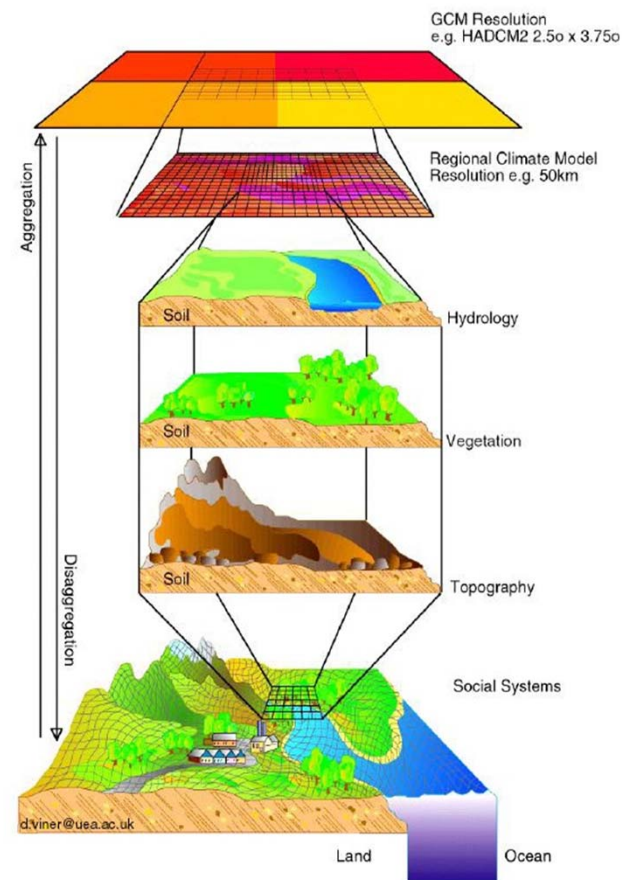 GCM Resolution
e.g. HADCM2 2.5o x 3.75o
Regional Climate Model
Resolution e.g. 50km
Aggregation
Soil
Hydrology
Soil
Vegetation
Soil
Topography
Disaggregation
Social Systems
d.viner@uea.ac.uk
Land
Ocean